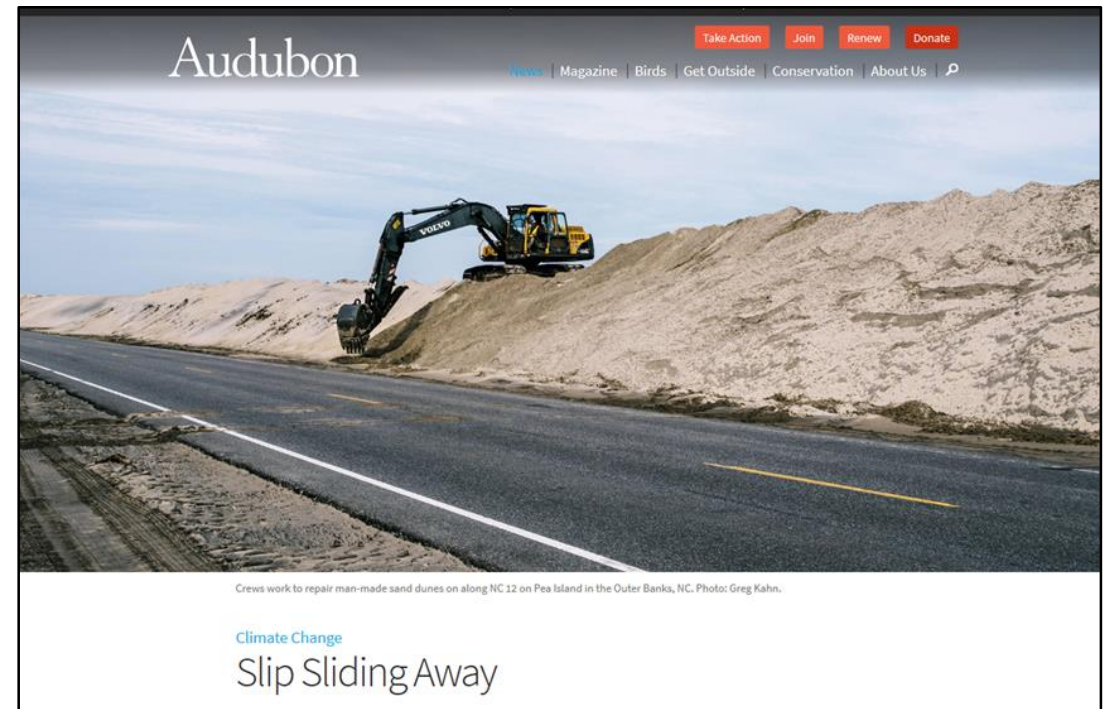 Take Action Join Renew Donate
Audubon
News | Magazine | Birds | Get Outside | Conservation | About Us |
VOLVO
Crews work to repair man-made sand dunes on along NC 12 on Pea Island in the Outer Banks, NC. Photo: Greg Kahn.
Climate Change
Slip Sliding Away